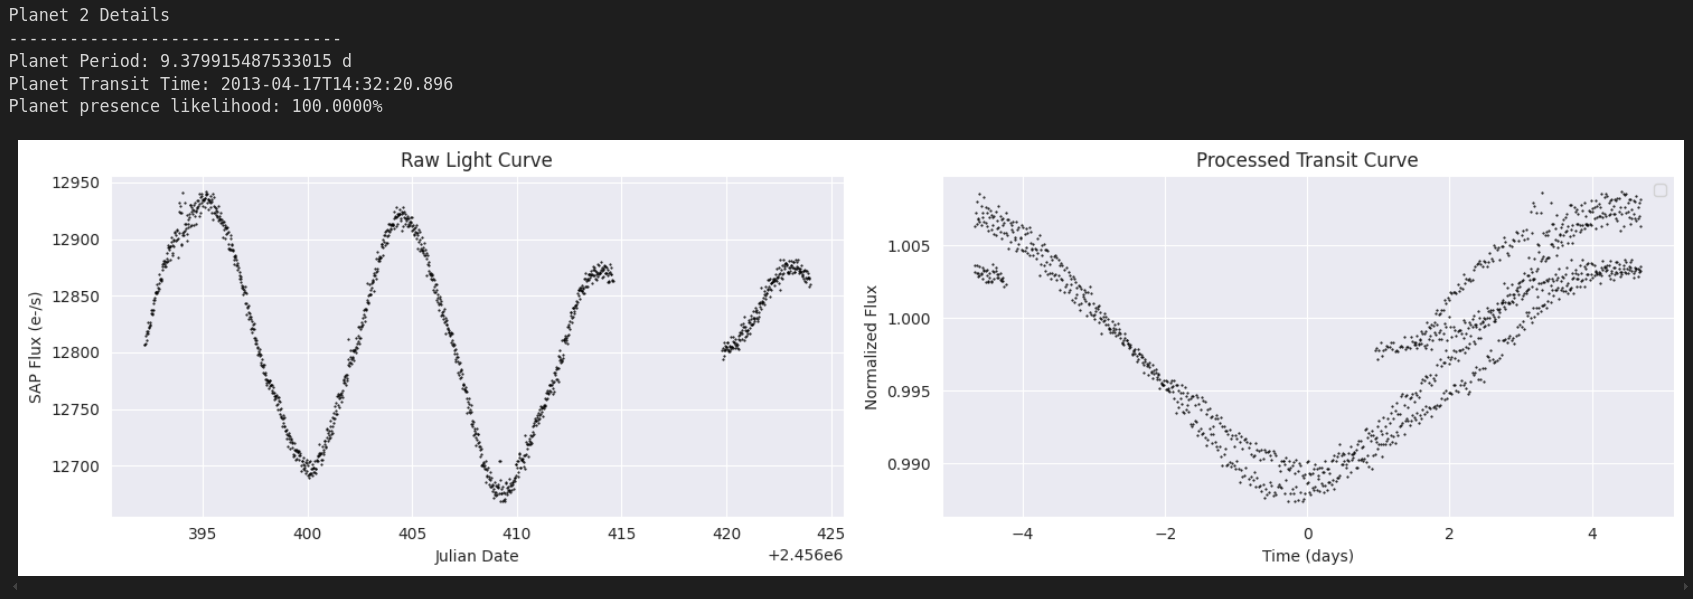 Planet 2 Details
---------------------------------
Planet Period: 9.379915487533015 d
Planet Transit Time: 2013-04-17T14:32:20.896
Planet presence likelihood: 100.0000%
Raw Light Curve
12950
12900
12850
12800
12750
12700
SAP Flux (e-/s)
395 400 405 410 415 420 425
Julian Date
+2.456e6
Processed Transit Curve
1.005
1.000
0.995
0.990
Normalized Flux
−4 −2 0 2 4
Time (days)